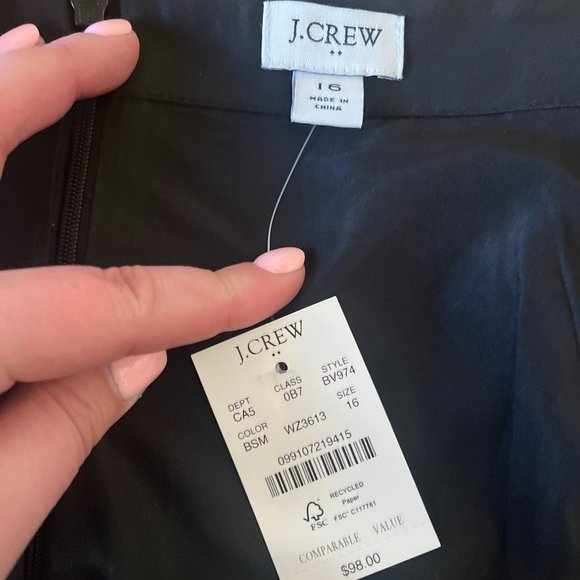 J.CREW
16
MADE IN
CHINA
J.CREW
DEPT CLASS STYLE
CA5 0B7 BV974
COLOR SIZE
BSM WZ3613 16
099107219415
RECYCLED
Paper
FSC FSC® C117781
COMPARABLE VALUE
$98.00